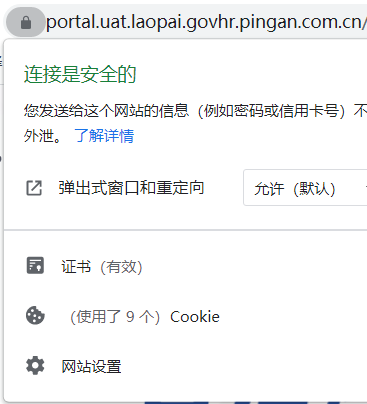 portal.uat.laopai.govhr.pingan.com.cn/
连接是安全的
您发送给这个网站的信息（例如密码或信用卡号）不
外泄。 了解详情
弹出式窗口和重定向 允许（默认）
证书（有效）
（使用了 9 个）Cookie
网站设置